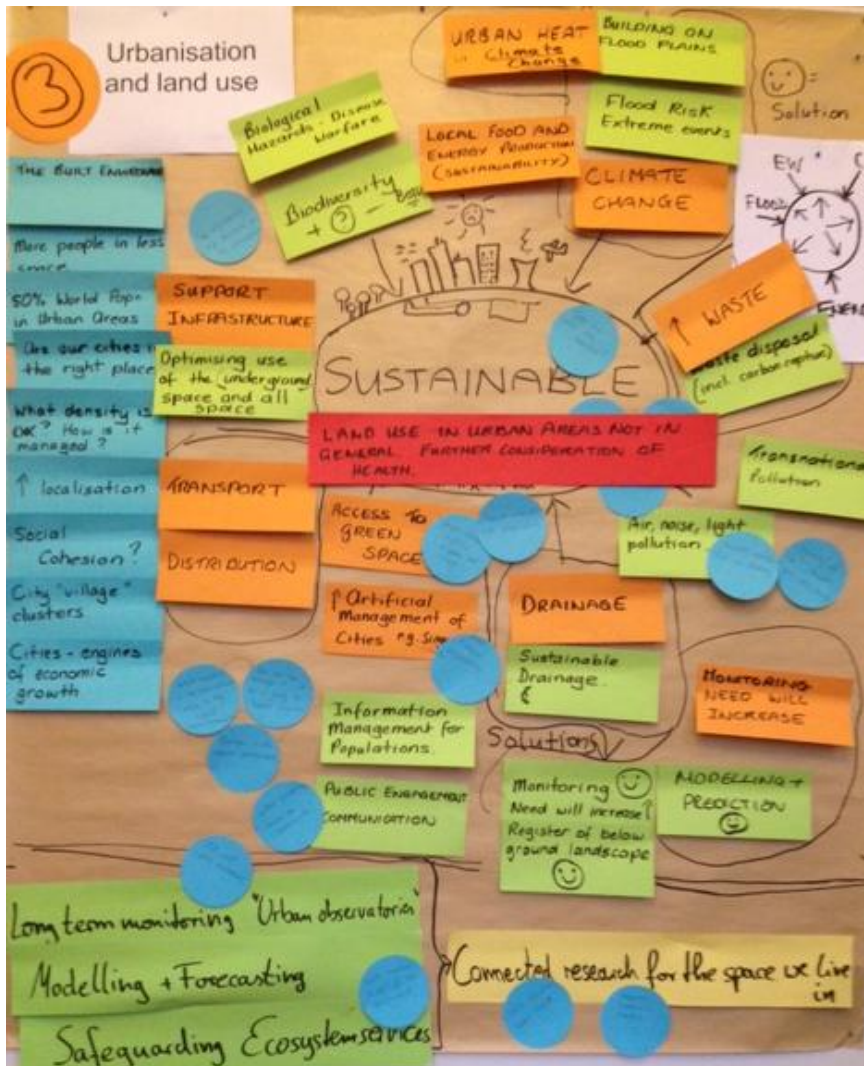 3
Urbanisation
and land use
URBAN HEAT
Climate
Change
BUILDING ON
FLOOD PLAINS
=
Solution
Biological
Hazards - Disease
Warfare
LOCAL FOOD AND
ENERGY PRODUCTION
(SUSTAINABILITY)
Flood Risk
Extreme events
Biodiversity
+ ? -
CLIMATE
CHANGE
EW
FLOOD
THE BUILT
More people in less
space
50% World Pop
in Urban Areas
Are our cities in
the right place
What density is
OK? How is it
managed?
↑ localisation
Social
Cohesion?
City "village"
clusters
Cities - engines
of economic
growth
SUPPORT
INFRASTRUCTURE
Optimising use
of the underground
space and all
space
TRANSPORT
DISTRIBUTION
SUSTAINABLE
LAND USE IN URBAN AREAS NOT IN
GENERAL. FURTHER CONSIDERATION OF
HEALTH.
↑ WASTE
Waste disposal
(incl. carbon capture)
Transnational
Pollution
Air, noise, light
pollution
ACCESS TO
GREEN
SPACE
↑ Artificial
Management of
Cities e.g.
DRAINAGE
Sustainable
Drainage
MONITORING
NEED WILL
INCREASE
Information
Management for
Populations
PUBLIC ENGAGEMENT
COMMUNICATION
Solutions
Monitoring
Need will increase ↑
Register of below
ground landscape
MODELLING +
PREDICTION
Long term monitoring "Urban observatories"
Modelling + Forecasting
Safeguarding Ecosystem services
Connected research for the space we live
in